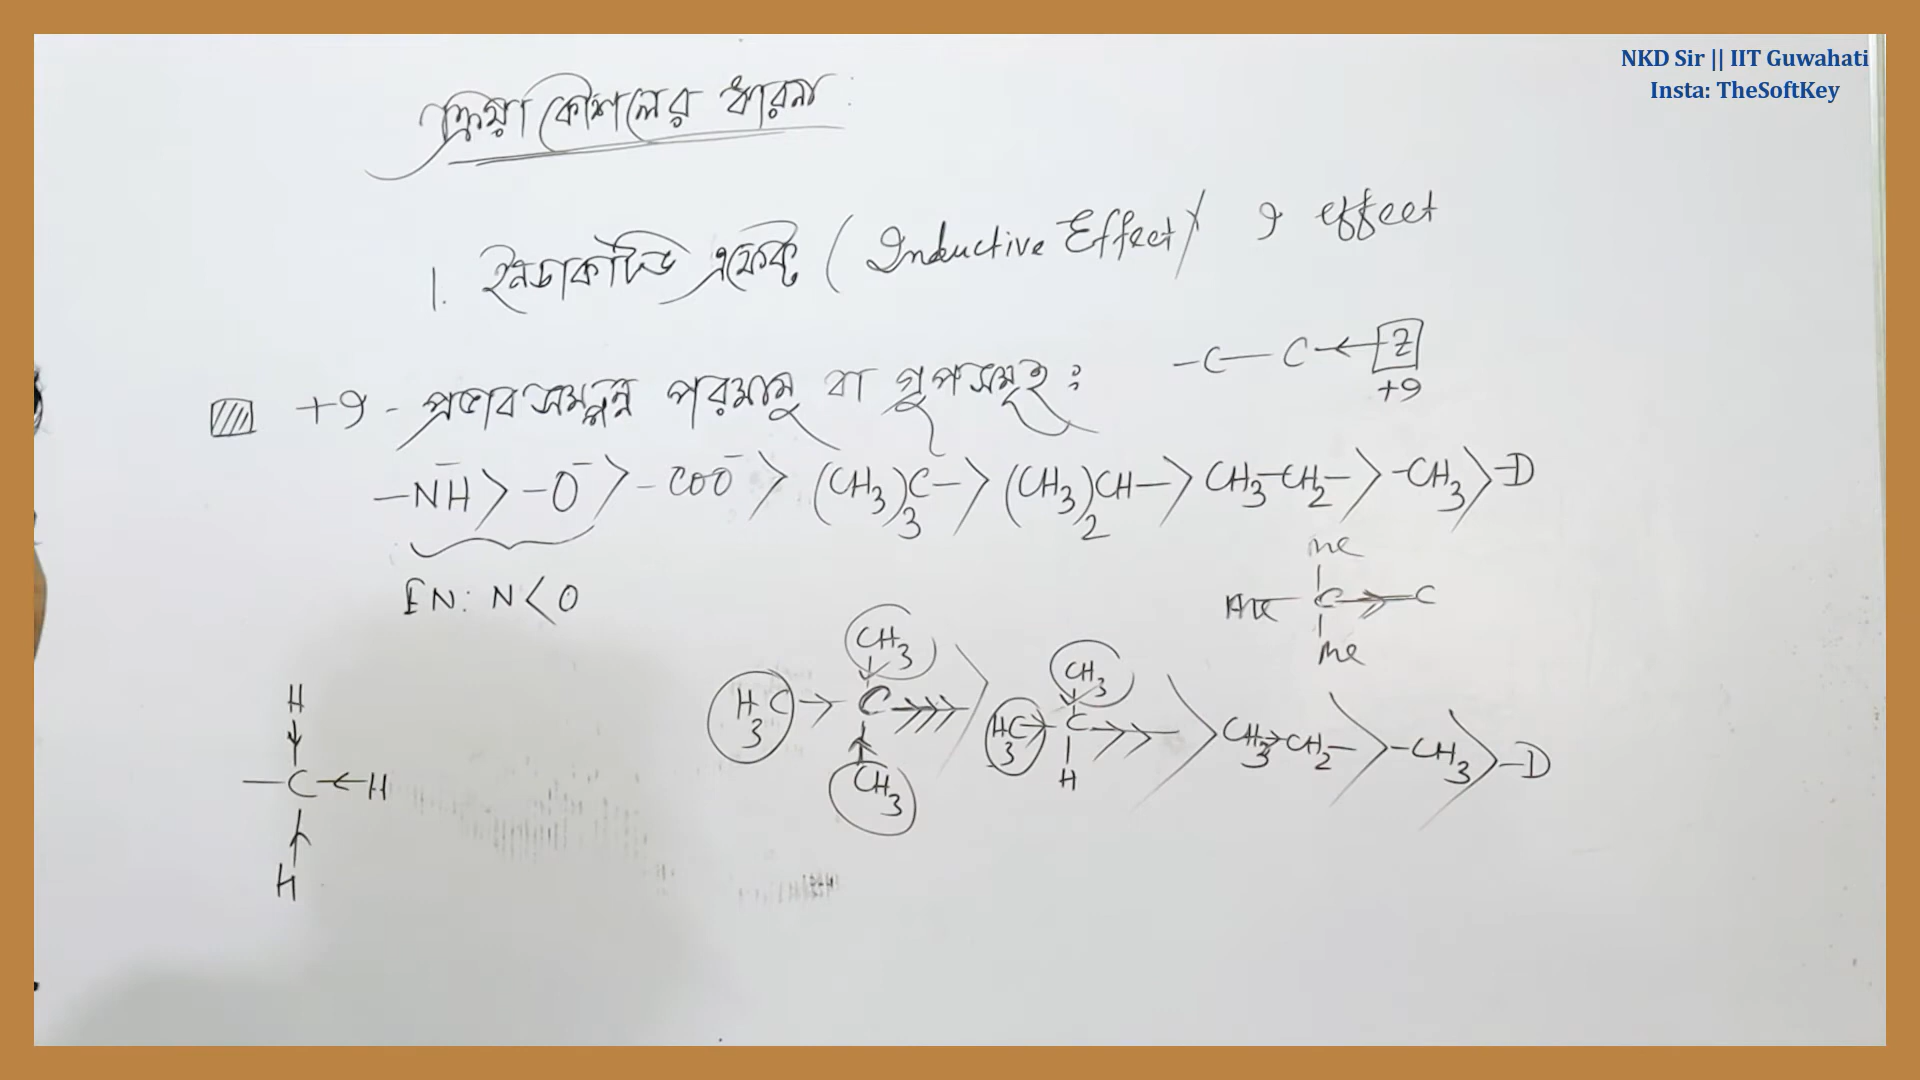 NKD Sir || IIT Guwahati
Insta: TheSoftKey
ক্রিয়া কৌশলের ধারনা :
1. ইনডাকটিভ এফেক্ট ( Inductive Effect ) I effect
+I - প্রভাব সম্পন্ন পরমানু বা গ্রুপসমূহ :
-C-C←Z
+I
-N̄H > -O⁻ > -COO⁻ > (CH₃)₃C- > (CH₃)₂CH- > CH₃-CH₂- > -CH₃ > -D
EN: N < O
Me
Me C C
Me
CH₃ CH₃
H₃C → C > H₃C → C > CH₃→CH₂- > -CH₃ > -D
CH₃ H
H
-C←H
H